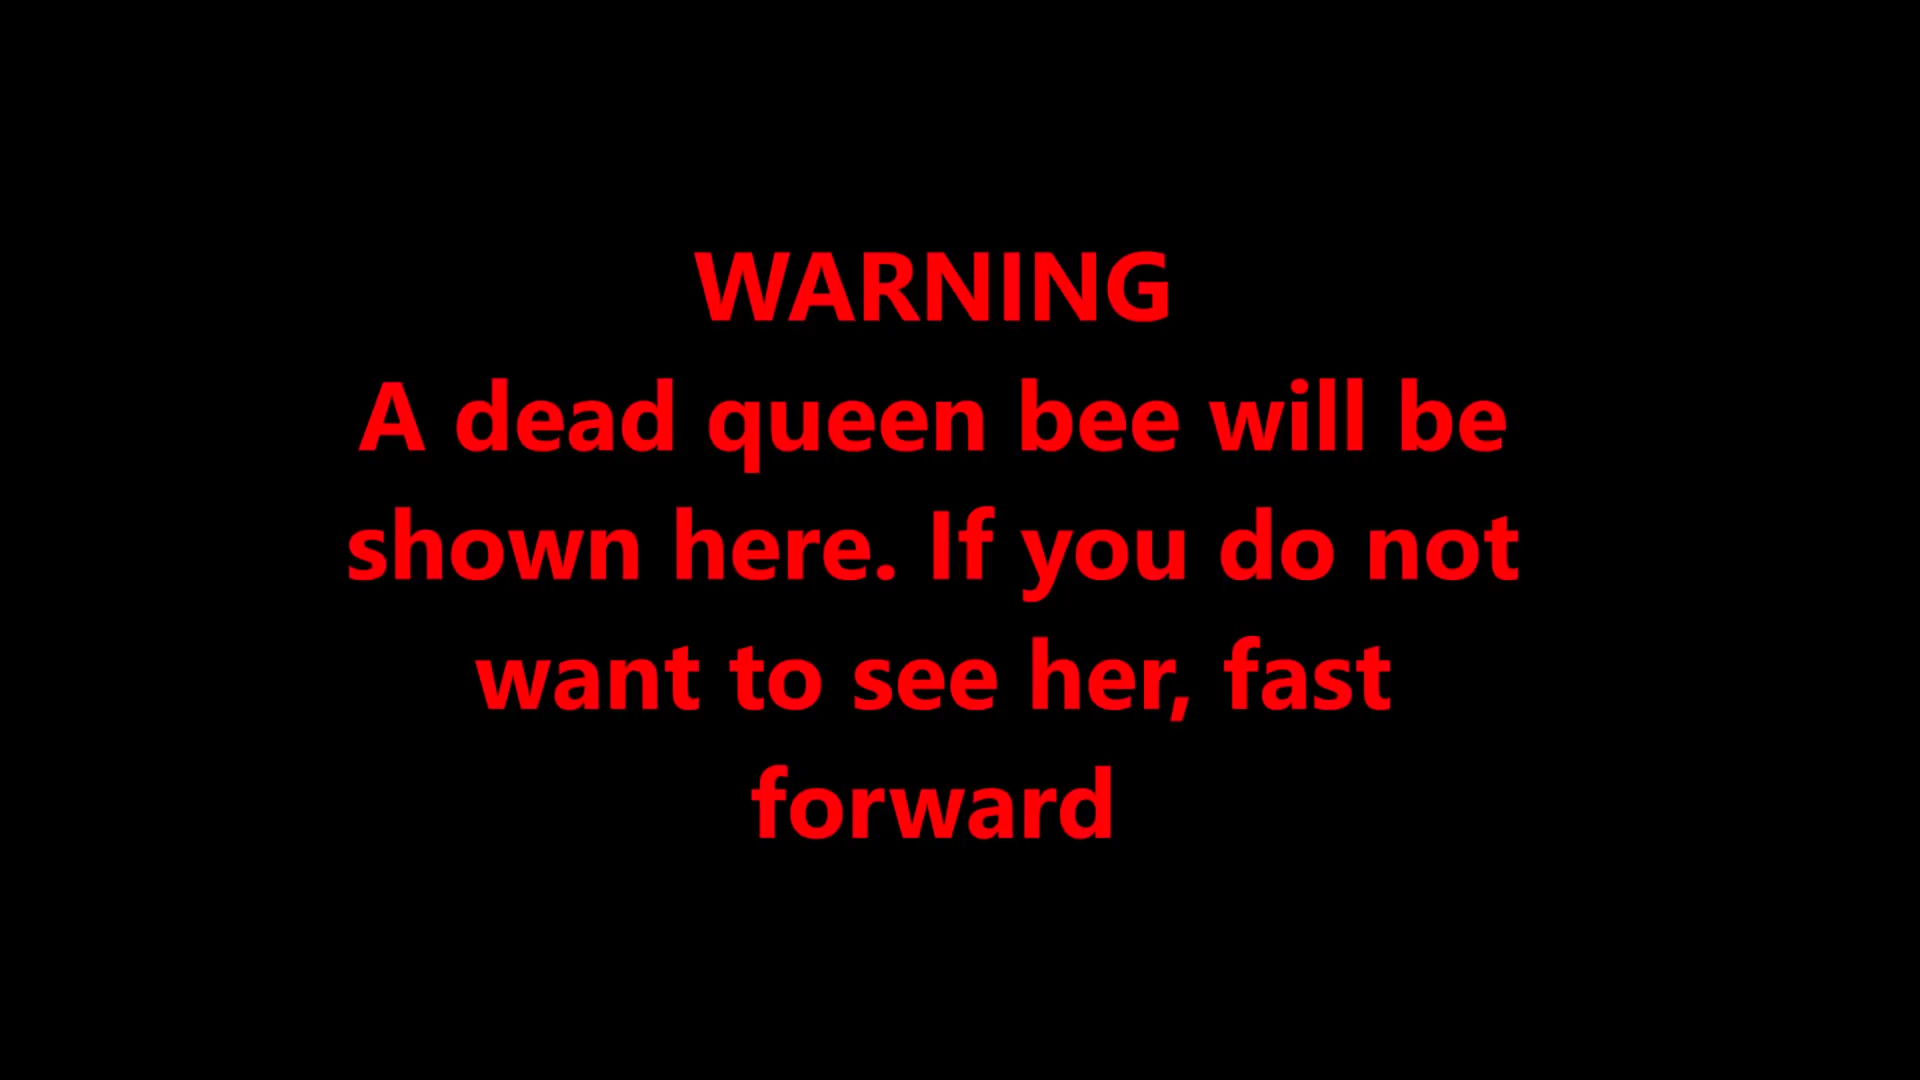 WARNING
A dead queen bee will be
shown here. If you do not
want to see her, fast
forward